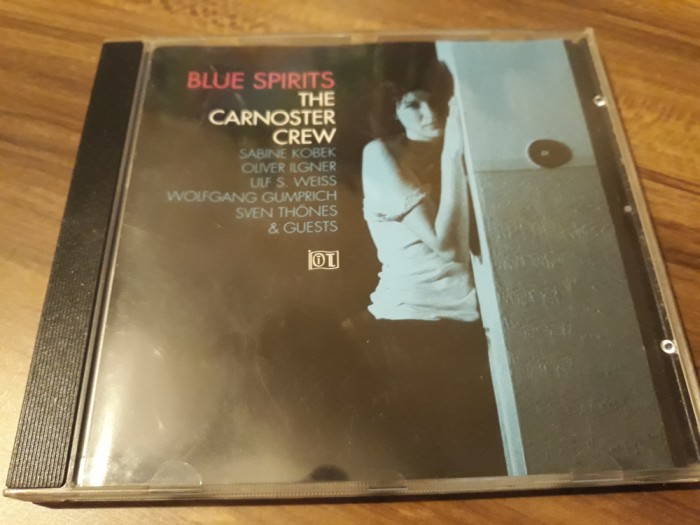 BLUE SPIRITS
THE
CARNOSTER
CREW
SABINE KOBEK
OLIVER ILGNER
ULF S. WEISS
WOLFGANG GUMPRICH
SVEN THÖNES
& GUESTS